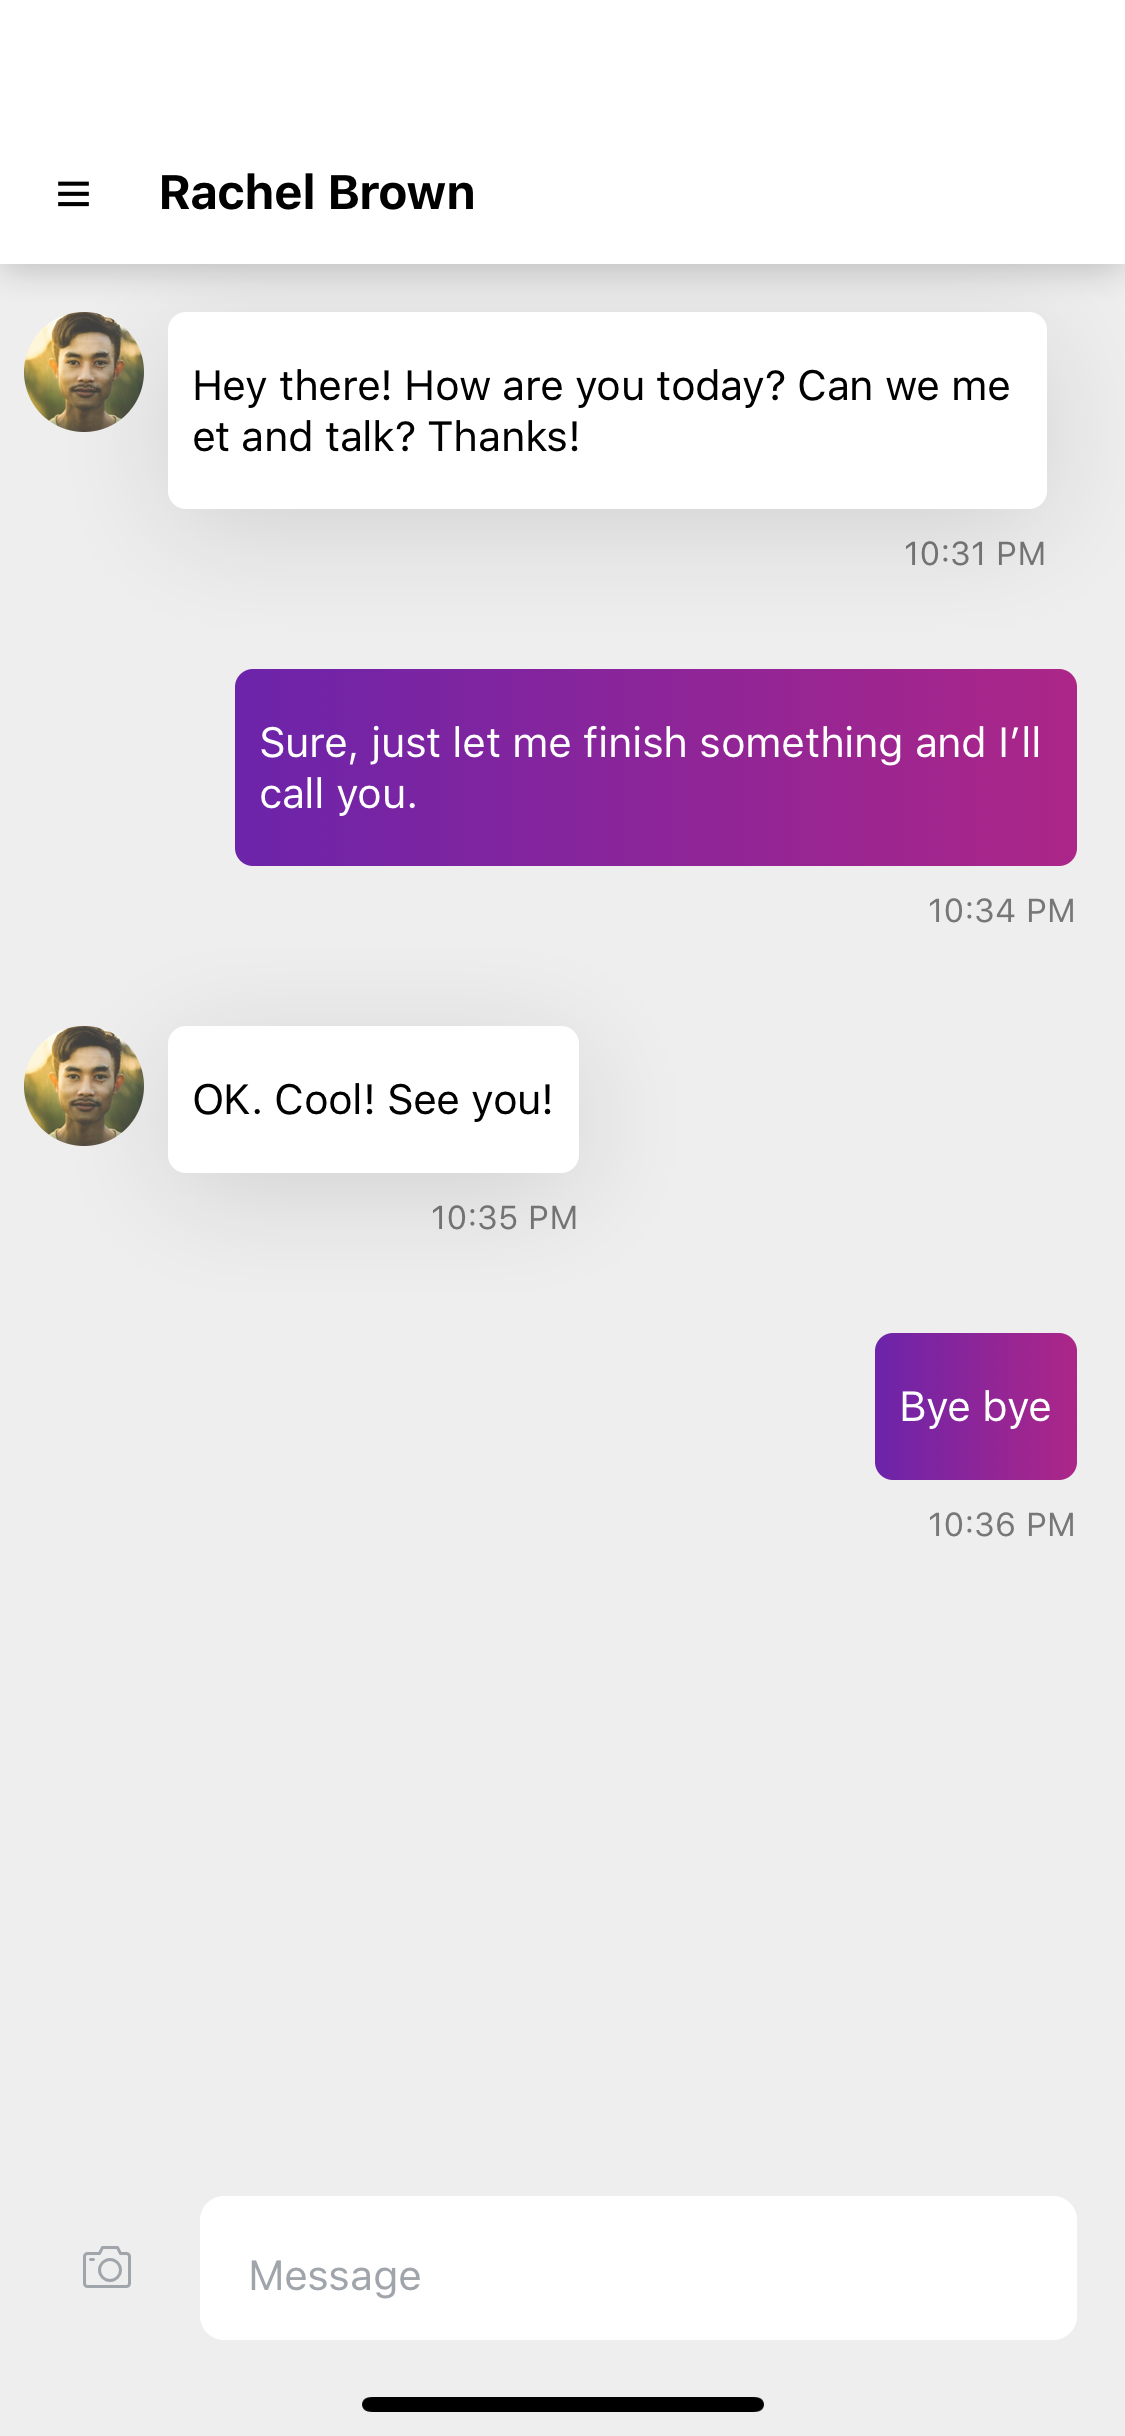 Rachel Brown
Hey there! How are you today? Can we me
et and talk? Thanks!
10:31 PM
Sure, just let me finish something and I’ll
call you.
10:34 PM
OK. Cool! See you!
10:35 PM
Bye bye
10:36 PM
Message